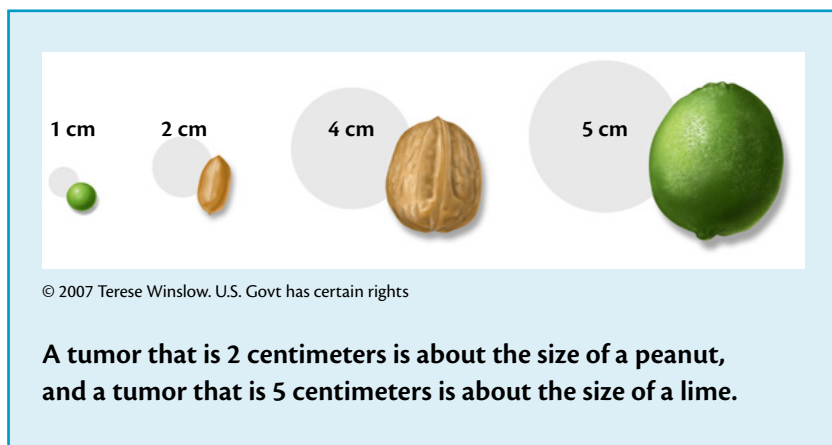 1 cm 2 cm 4 cm 5 cm
© 2007 Terese Winslow. U.S. Govt has certain rights
A tumor that is 2 centimeters is about the size of a peanut,
and a tumor that is 5 centimeters is about the size of a lime.